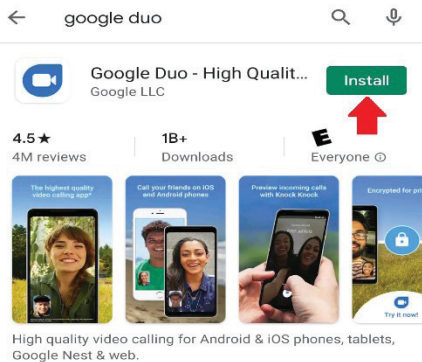 google duo
Google Duo - High Qualit...
Google LLC
Install
4.5★
4M reviews
1B+
Downloads
E
Everyone ⓘ
The highest quality
video calling app*
Call your friends on iOS
and Android phones
Preview incoming calls
with Knock Knock
Encrypted for pri
Try it now!
High quality video calling for Android & iOS phones, tablets,
Google Nest & web.